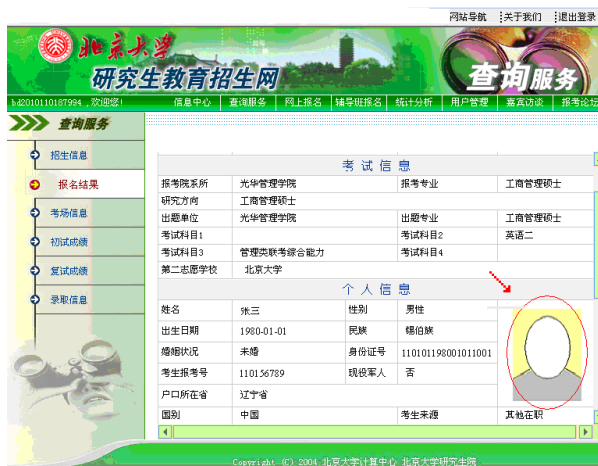 网站导航 ┊关于我们 ┊退出登录
北京大学
研究生教育招生网
查询服务
bd2010110187994 ，欢迎您！ 信息中心 查询服务 网上报名 辅导班报名 统计分析 用户管理 嘉宾访谈 报考论坛
查询服务
招生信息
报名结果
考场信息
初试成绩
复试成绩
录取信息
考 试 信 息
报考院系所 光华管理学院 报考专业 工商管理硕士
研究方向 工商管理硕士
出题单位 光华管理学院 出题专业 工商管理硕士
考试科目1 考试科目2 英语二
考试科目3 管理类联考综合能力 考试科目4
第二志愿学校 北京大学
个 人 信 息
姓名 张三 性别 男性
出生日期 1980-01-01 民族 锡伯族
婚姻状况 未婚 身份证号 110101198001011001
考生报考号 110156789 现役军人 否
户口所在省 辽宁省
国别 中国 考生来源 其他在职
Copyright (C) 2004 北京大学计算中心 北京大学研究生院